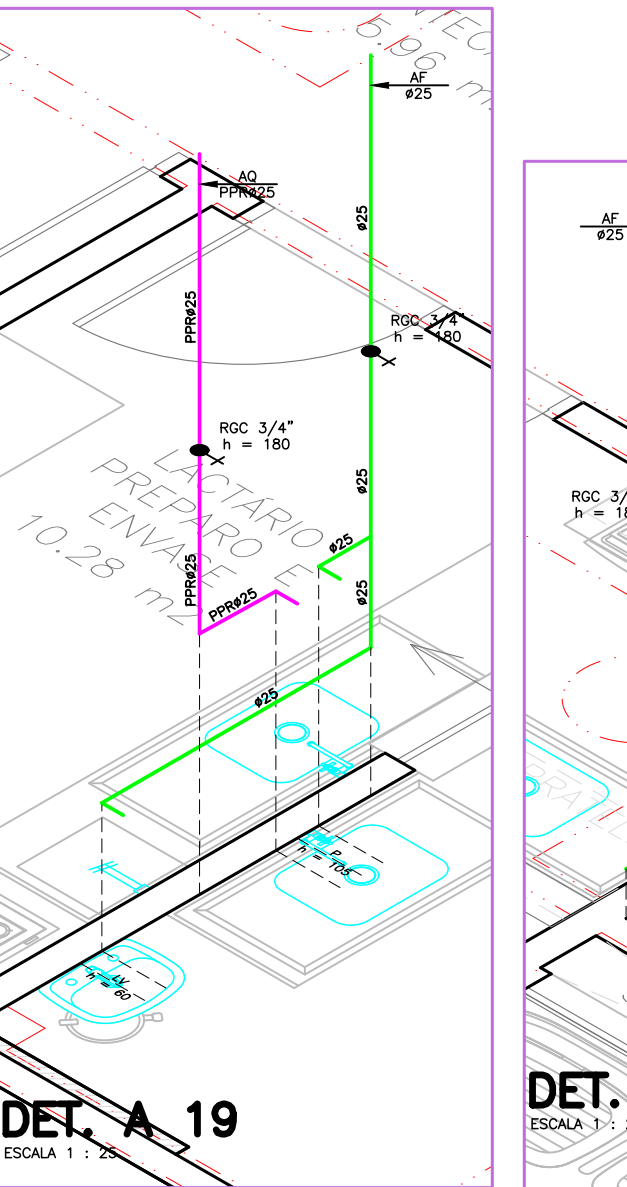 5.96 m
AF
ø25
AQ
PPRø25
ø25
PPRø25
RGC 3/4"
h = 180
RGC 3/4"
h = 180
LACTÁRIO
PREPARO E
ENVASE
10.28 m2
ø25
ø25
PPRø25
PPRø25
ø25
ø25
P
h = 105
LV
h = 60
DET. A 19
ESCALA 1 : 25
AF
ø25
RGC 3/
h = 18
DET.
ESCALA 1 :